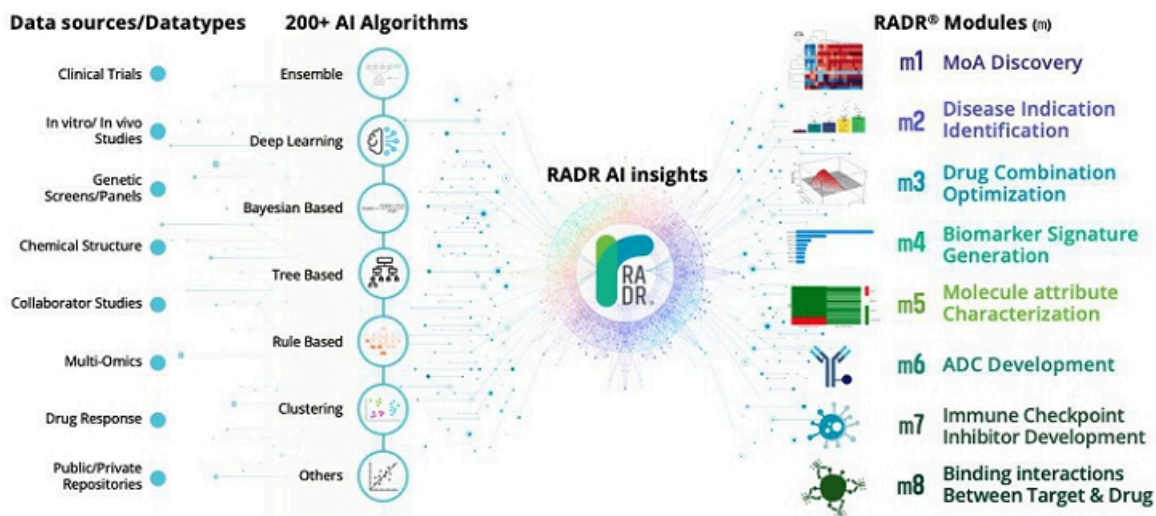 Data sources/Datatypes
Clinical Trials
In vitro/ In vivo
Studies
Genetic
Screens/Panels
Chemical Structure
Collaborator Studies
Multi-Omics
Drug Response
Public/Private
Repositories
200+ AI Algorithms
Ensemble
Deep Learning
Bayesian Based
Tree Based
Rule Based
Clustering
Others
RADR AI insights
RA
DR®
RADR® Modules (m)
m1 MoA Discovery
m2 Disease Indication
Identification
m3 Drug Combination
Optimization
m4 Biomarker Signature
Generation
m5 Molecule attribute
Characterization
m6 ADC Development
m7 Immune Checkpoint
Inhibitor Development
m8 Binding interactions
Between Target & Drug